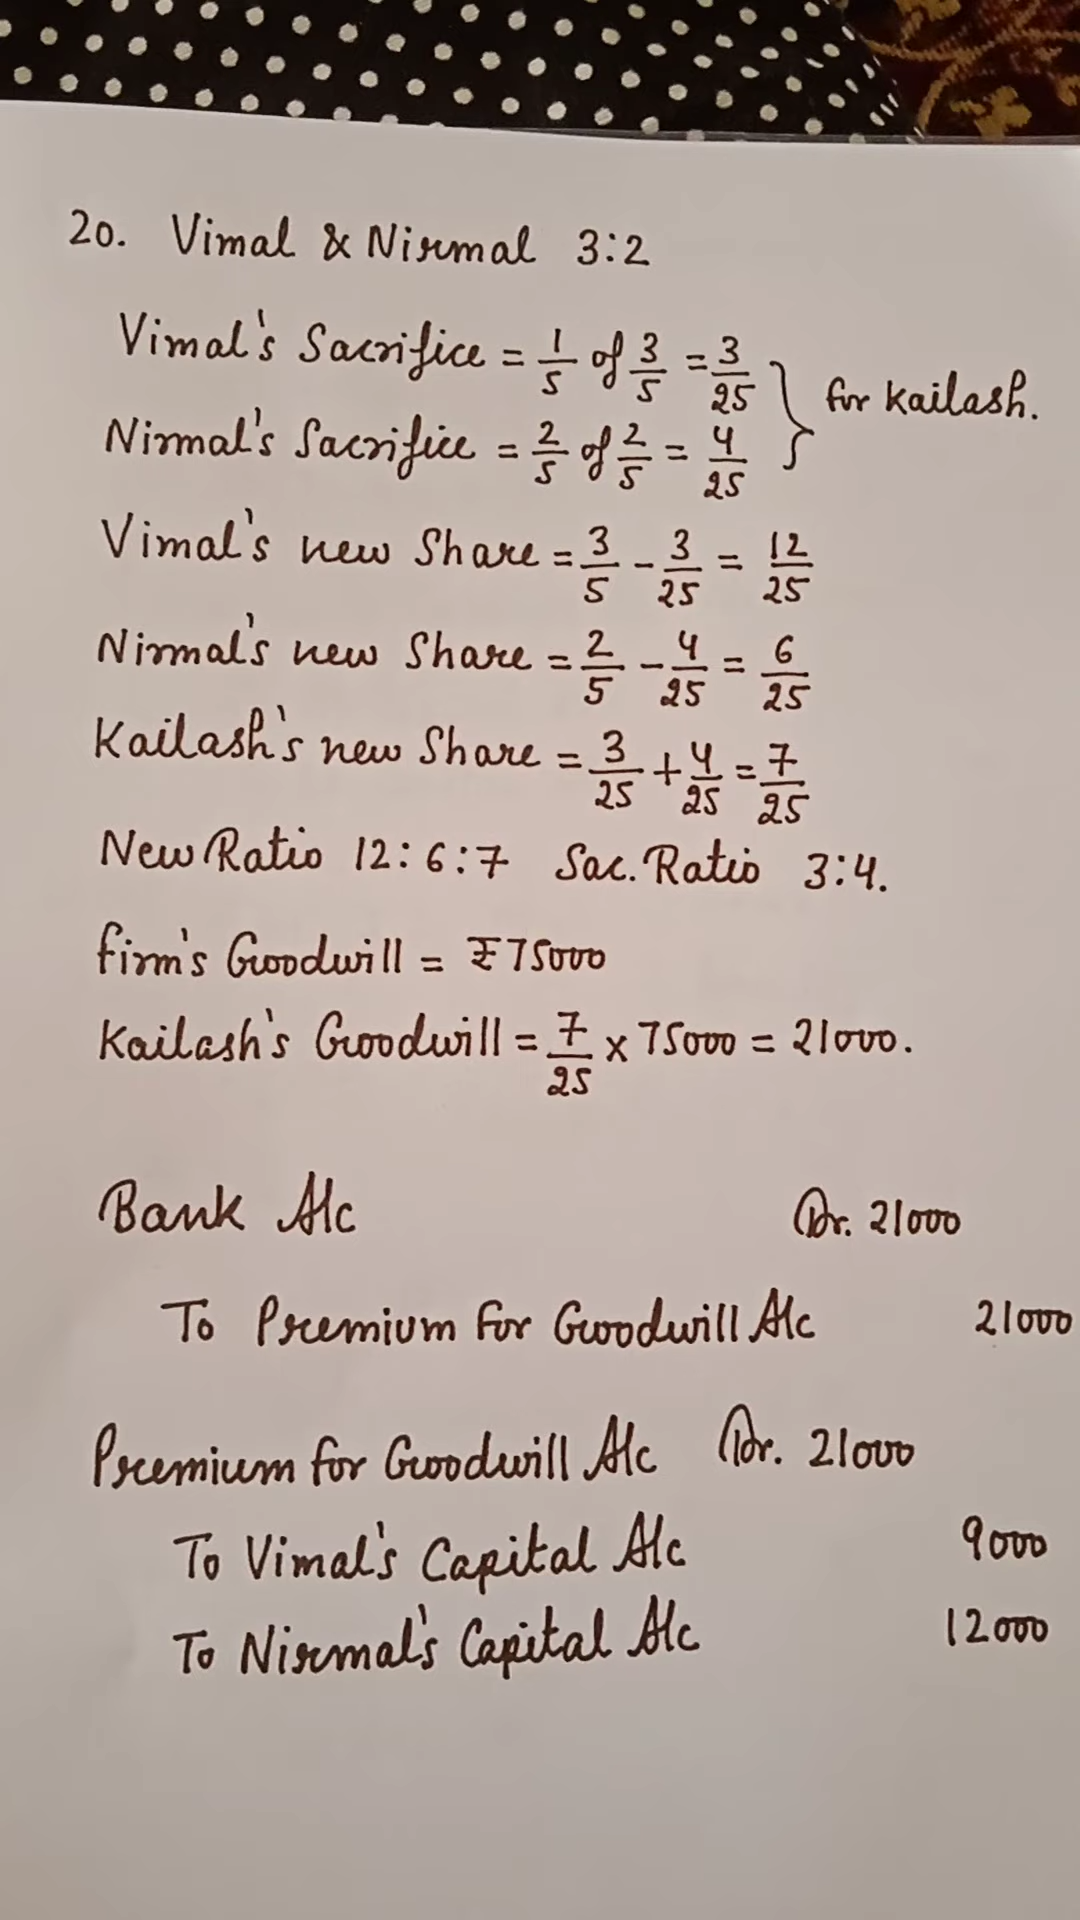 20. Vimal & Nirmal 3:2
Vimal's Sacrifice = 1/5 of 3/5 = 3/25
Nirmal's Sacrifice = 2/5 of 2/5 = 4/25 } for Kailash.
Vimal's new Share = 3/5 - 3/25 = 12/25
Nirmal's new Share = 2/5 - 4/25 = 6/25
Kailash's new Share = 3/25 + 4/25 = 7/25
New Ratio 12:6:7 Sac. Ratio 3:4.
firm's Goodwill = ₹75000
Kailash's Goodwill = 7/25 x 75000 = 21000.
Bank A/c Dr. 21000
To Premium for Goodwill A/c 21000
Premium for Goodwill A/c Dr. 21000
To Vimal's Capital A/c 9000
To Nirmal's Capital A/c 12000